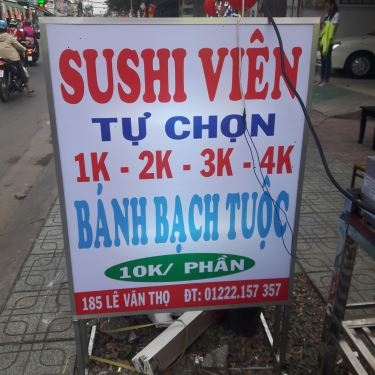 SUSHI VIÊN
TỰ CHỌN
1K - 2K - 3K - 4K
BÁNH BẠCH TUỘC
10K/ PHẦN
185 LÊ VĂN THỌ ĐT: 01222.157 357